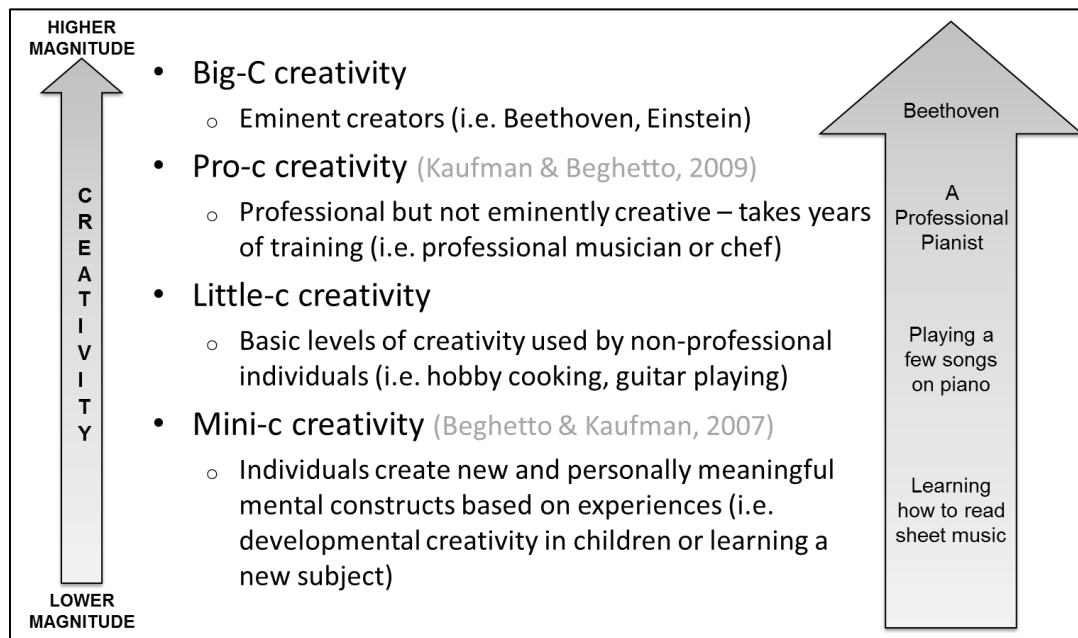 HIGHER
MAGNITUDE
CREATIVITY
LOWER
MAGNITUDE
• Big-C creativity
o Eminent creators (i.e. Beethoven, Einstein)
• Pro-c creativity (Kaufman & Beghetto, 2009)
o Professional but not eminently creative – takes years
of training (i.e. professional musician or chef)
• Little-c creativity
o Basic levels of creativity used by non-professional
individuals (i.e. hobby cooking, guitar playing)
• Mini-c creativity (Beghetto & Kaufman, 2007)
o Individuals create new and personally meaningful
mental constructs based on experiences (i.e.
developmental creativity in children or learning a
new subject)
Beethoven
A
Professional
Pianist
Playing a
few songs
on piano
Learning
how to read
sheet music